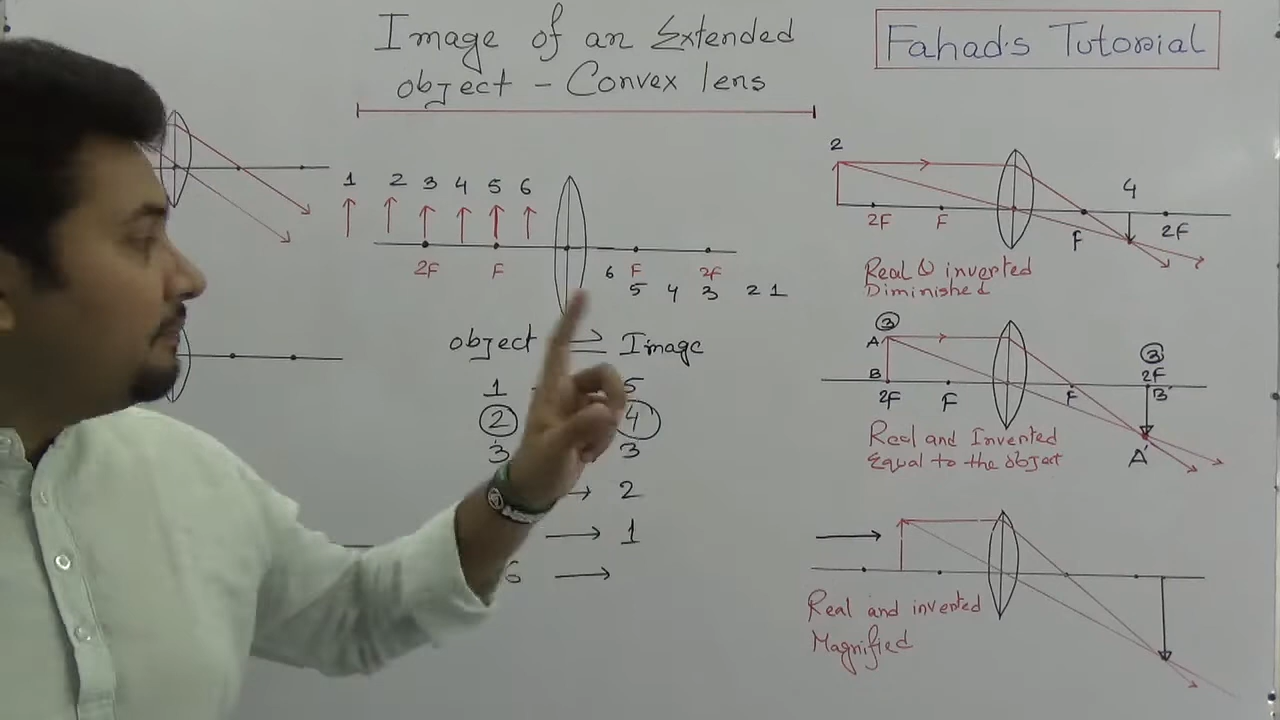 Image of an Extended
object - Convex lens
Fahad's Tutorial
1 2 3 4 5 6
2F F
6 F 2F
5 4 3 2 1
object Image
1 5
2 4
3 3
→ 2
→ 1
6 →
2 4
2F F F 2F
Real & inverted
Diminished
3 3
A 2F
B B'
2F F F
Real and Inverted
Equal to the object
A'
Real and inverted
Magnified